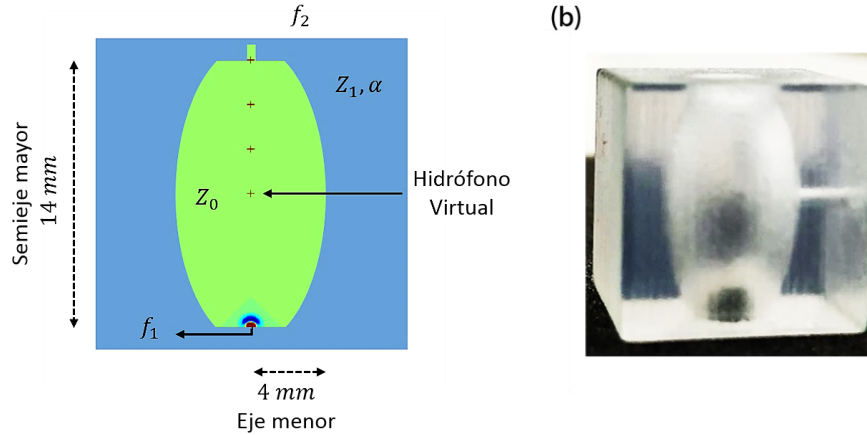 f₂
(b)
Z₁, α
Semieje mayor
14 mm
Z₀
Hidrófono
Virtual
f₁
4 mm
Eje menor